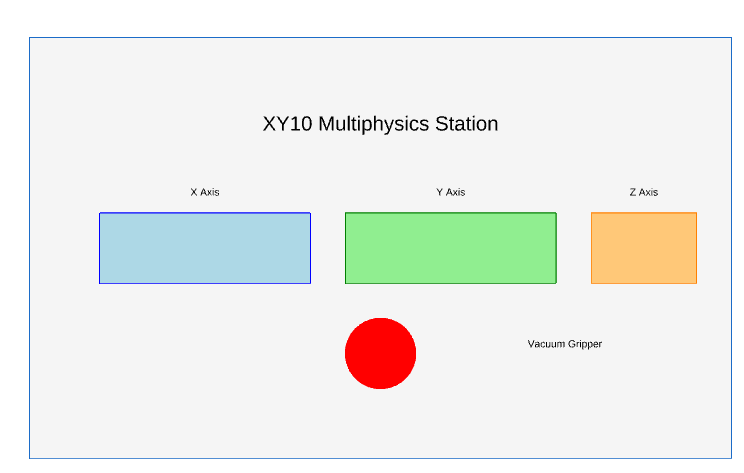 XY10 Multiphysics Station
X Axis
Y Axis
Z Axis
Vacuum Gripper